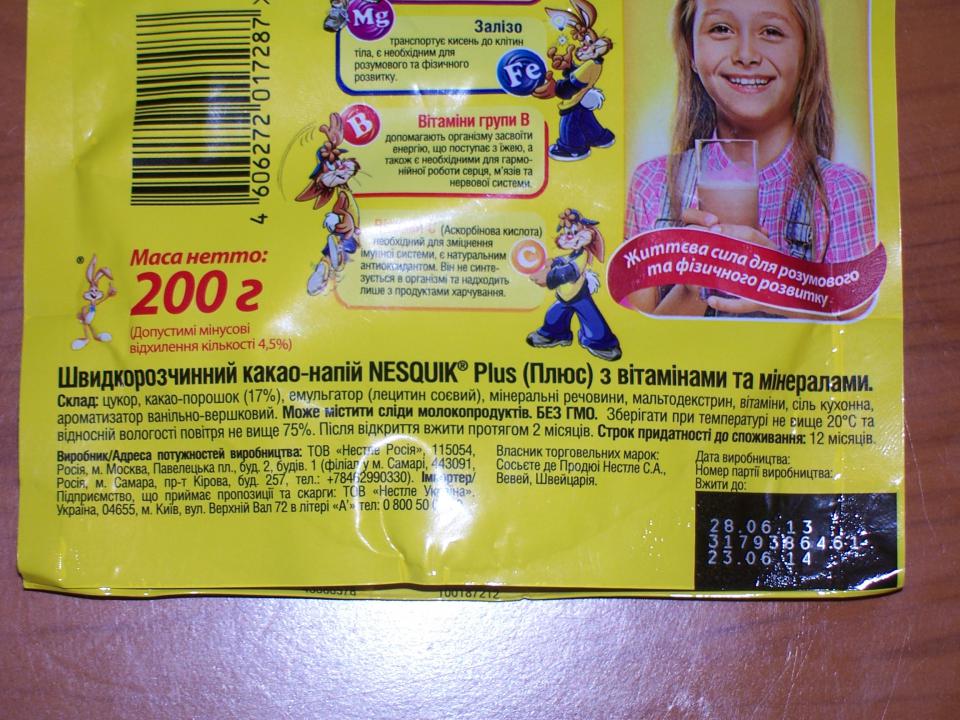 Mg
Залізо
транспортує кисень до клітин
тіла, є необхідним для
розумового та фізичного
розвитку.
Fe
B
Вітаміни групи В
допомагають організму засвоїти
енергію, що поступає з їжею, а
також є необхідними для гармо-
нійної роботи серця, м'язів та
нервової системи.
С (Аскорбінова кислота)
необхідний для зміцнення
імунної системи, є натуральним
антиоксидантом. Він не синте-
зується в організмі та надходить
лише з продуктами харчування.
C
Життєва сила для розумового
та фізичного розвитку
4 606272 017287 >
Маса нетто:
200 г
(Допустимі мінусові
відхилення кількості 4,5%)
®
Швидкорозчинний какао-напій NESQUIK® Plus (Плюс) з вітамінами та мінералами.
Склад: цукор, какао-порошок (17%), емульгатор (лецитин соєвий), мінеральні речовини, мальтодекстрин, вітаміни, сіль кухонна,
ароматизатор ванільно-вершковий. Може містити сліди молокопродуктів. БЕЗ ГМО. Зберігати при температурі не вище 20°С та
відносній вологості повітря не вище 75%. Після відкриття вжити протягом 2 місяців. Строк придатності до споживання: 12 місяців.
Виробник/Адреса потужностей виробництва: ТОВ «Нестле Росія», 115054,
Росія, м. Москва, Павелецька пл., буд. 2, будів. 1 (філіал у м. Самарі, 443091,
Росія, м. Самара, пр-т Кірова, буд. 257, тел.: +78462990330). Імпортер/
Підприємство, що приймає пропозиції та скарги: ТОВ «Нестле Україна».
Україна, 04655, м. Київ, вул. Верхній Вал 72 в літері «А'» тел: 0 800 50
Власник торговельних марок:
Сосьєте де Продюі Нестле С.А.,
Вевей, Швейцарія.
Дата виробництва:
Номер партії виробництва:
Вжити до:
28.06.13
3179386461
23.06.14
100187212